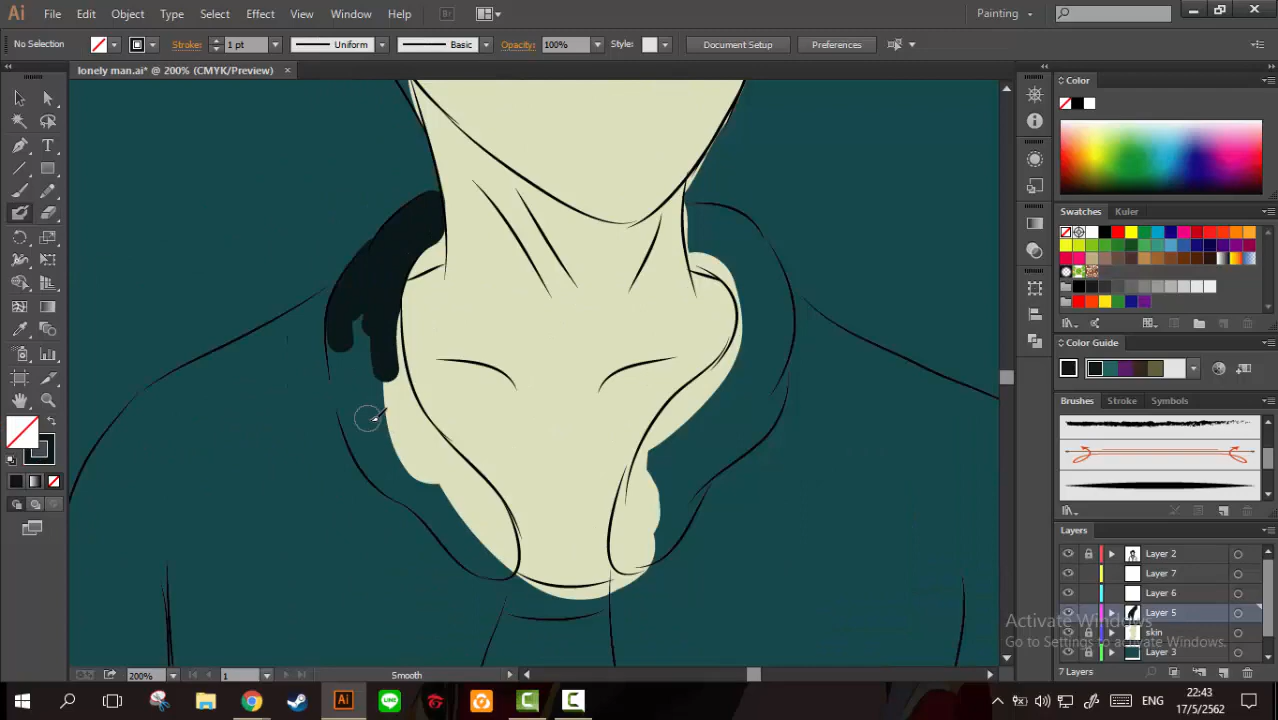 Ai File Edit Object Type Select Effect View Window Help Br Painting
No Selection Stroke: 1 pt Uniform Basic Opacity: 100% Style: Document Setup Preferences
lonely man.ai* @ 200% (CMYK/Preview) ×
Color
Swatches Kuler
Color Guide
Brushes Stroke Symbols
Layers
Layer 2
Layer 7
Layer 6
Layer 5
skin
Layer 3
7 Layers
Activate Windows
Go to Settings to activate Windows.
200% 1 Smooth
Ai LINE ENG 22:43
17/5/2562